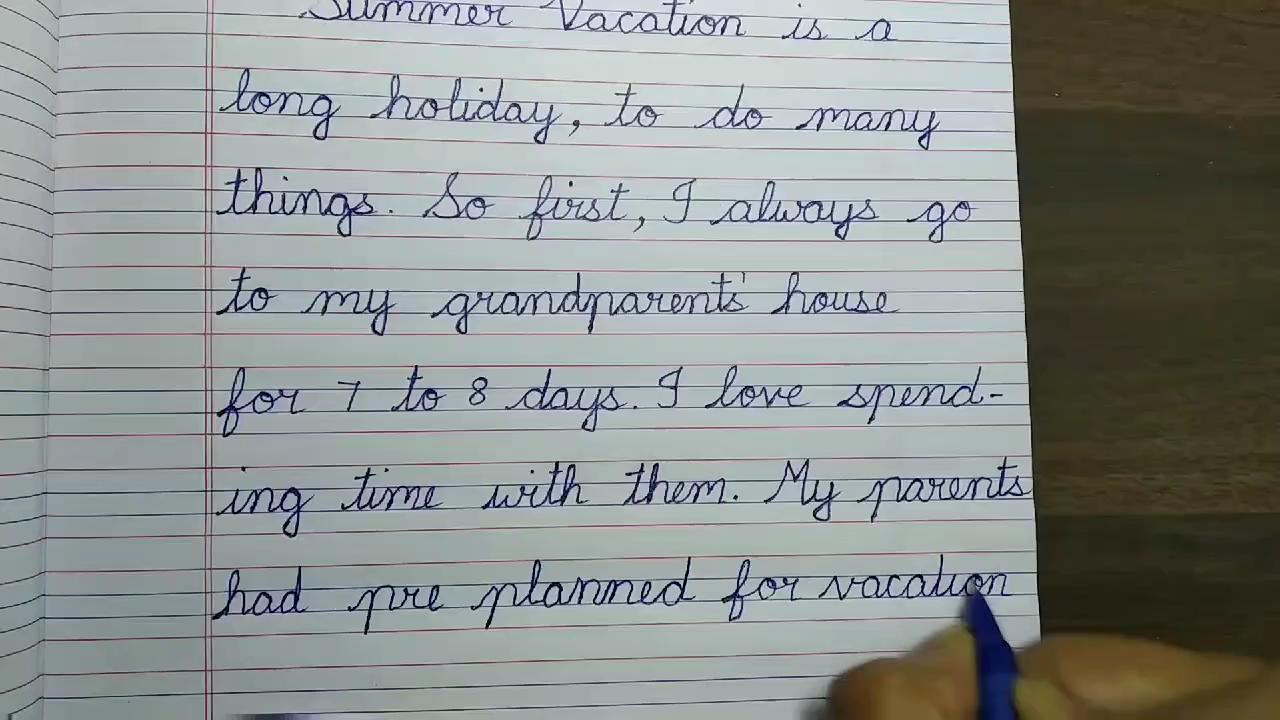 Summer Vacation is a
long holiday, to do many
things. So first, I always go
to my grandparents' house
for 7 to 8 days. I love spend-
ing time with them. My parents
had pre planned for vacation